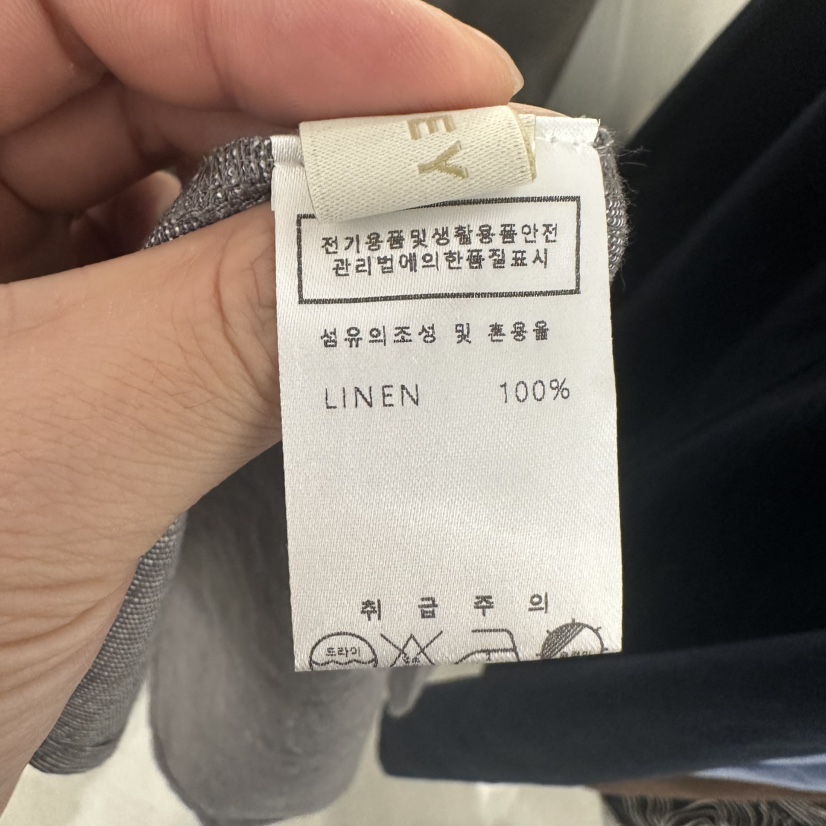 EY
전기용품및생활용품안전
관리법에의한품질표시
섬유의조성 및 혼용율
LINEN 100%
취 급 주 의
드라이